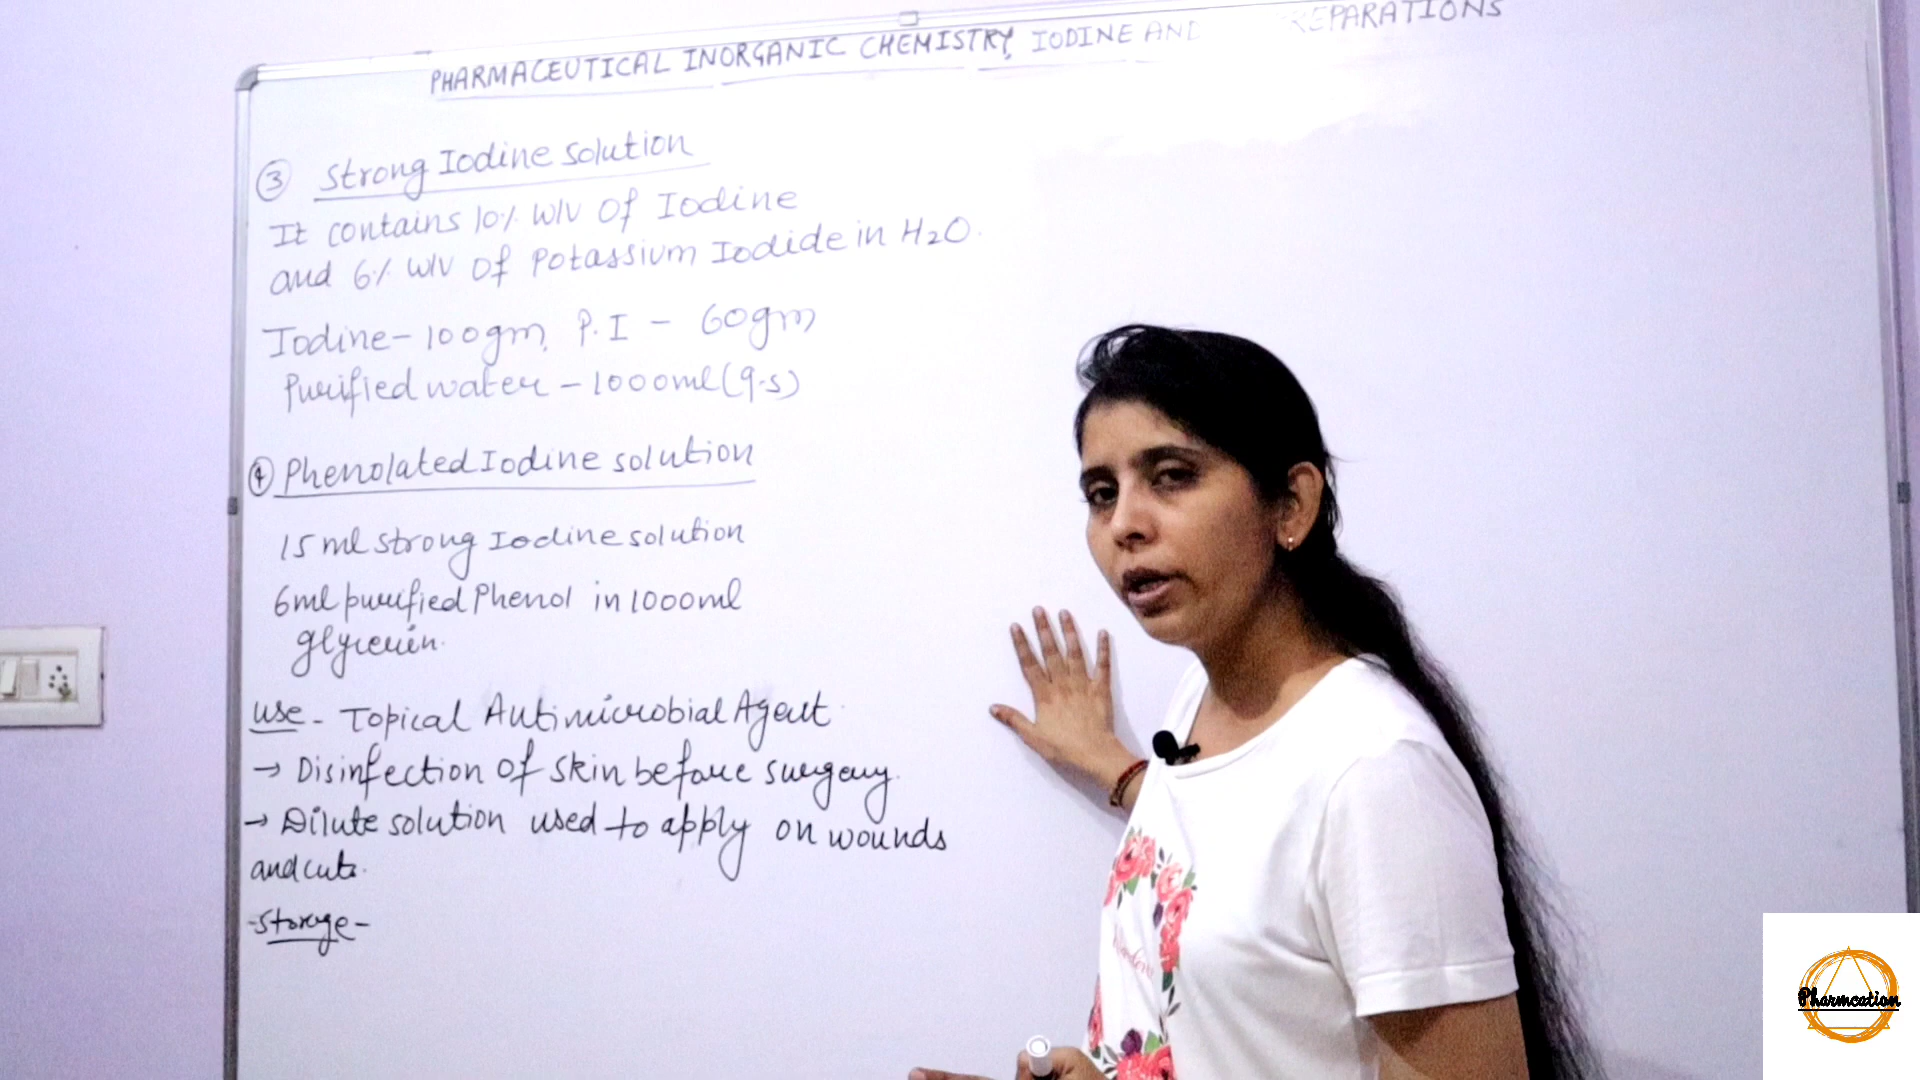 PHARMACEUTICAL INORGANIC CHEMISTRY, IODINE AND REPARATIONS
③ Strong Iodine solution
It contains 10% W/V Of Iodine
and 6% W/V Of Potassium Iodide in H2O.
Iodine - 100gm, P.I - 60gm
Purified water - 1000ml (q.s)
④ Phenolated Iodine solution
15 ml strong Iodine solution
6ml purified Phenol in 1000ml
glycerin.
Use - Topical Antimicrobial Agent
→ Disinfection Of skin before surgery.
→ Dilute solution used to apply on wounds
and cuts.
- Storage -
Pharmcation